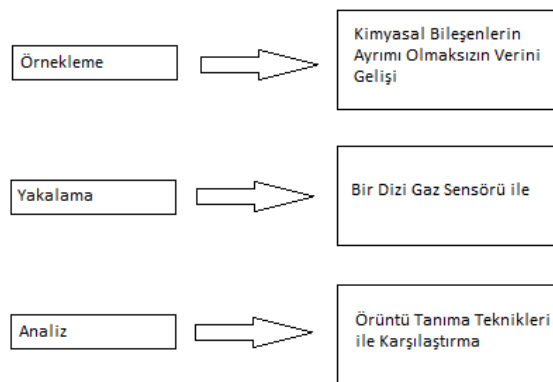 Örnekleme
Kimyasal Bileşenlerin
Ayrımı Olmaksızın Verini
Gelişi
Yakalama
Bir Dizi Gaz Sensörü ile
Analiz
Örüntü Tanıma Teknikleri
ile Karşılaştırma